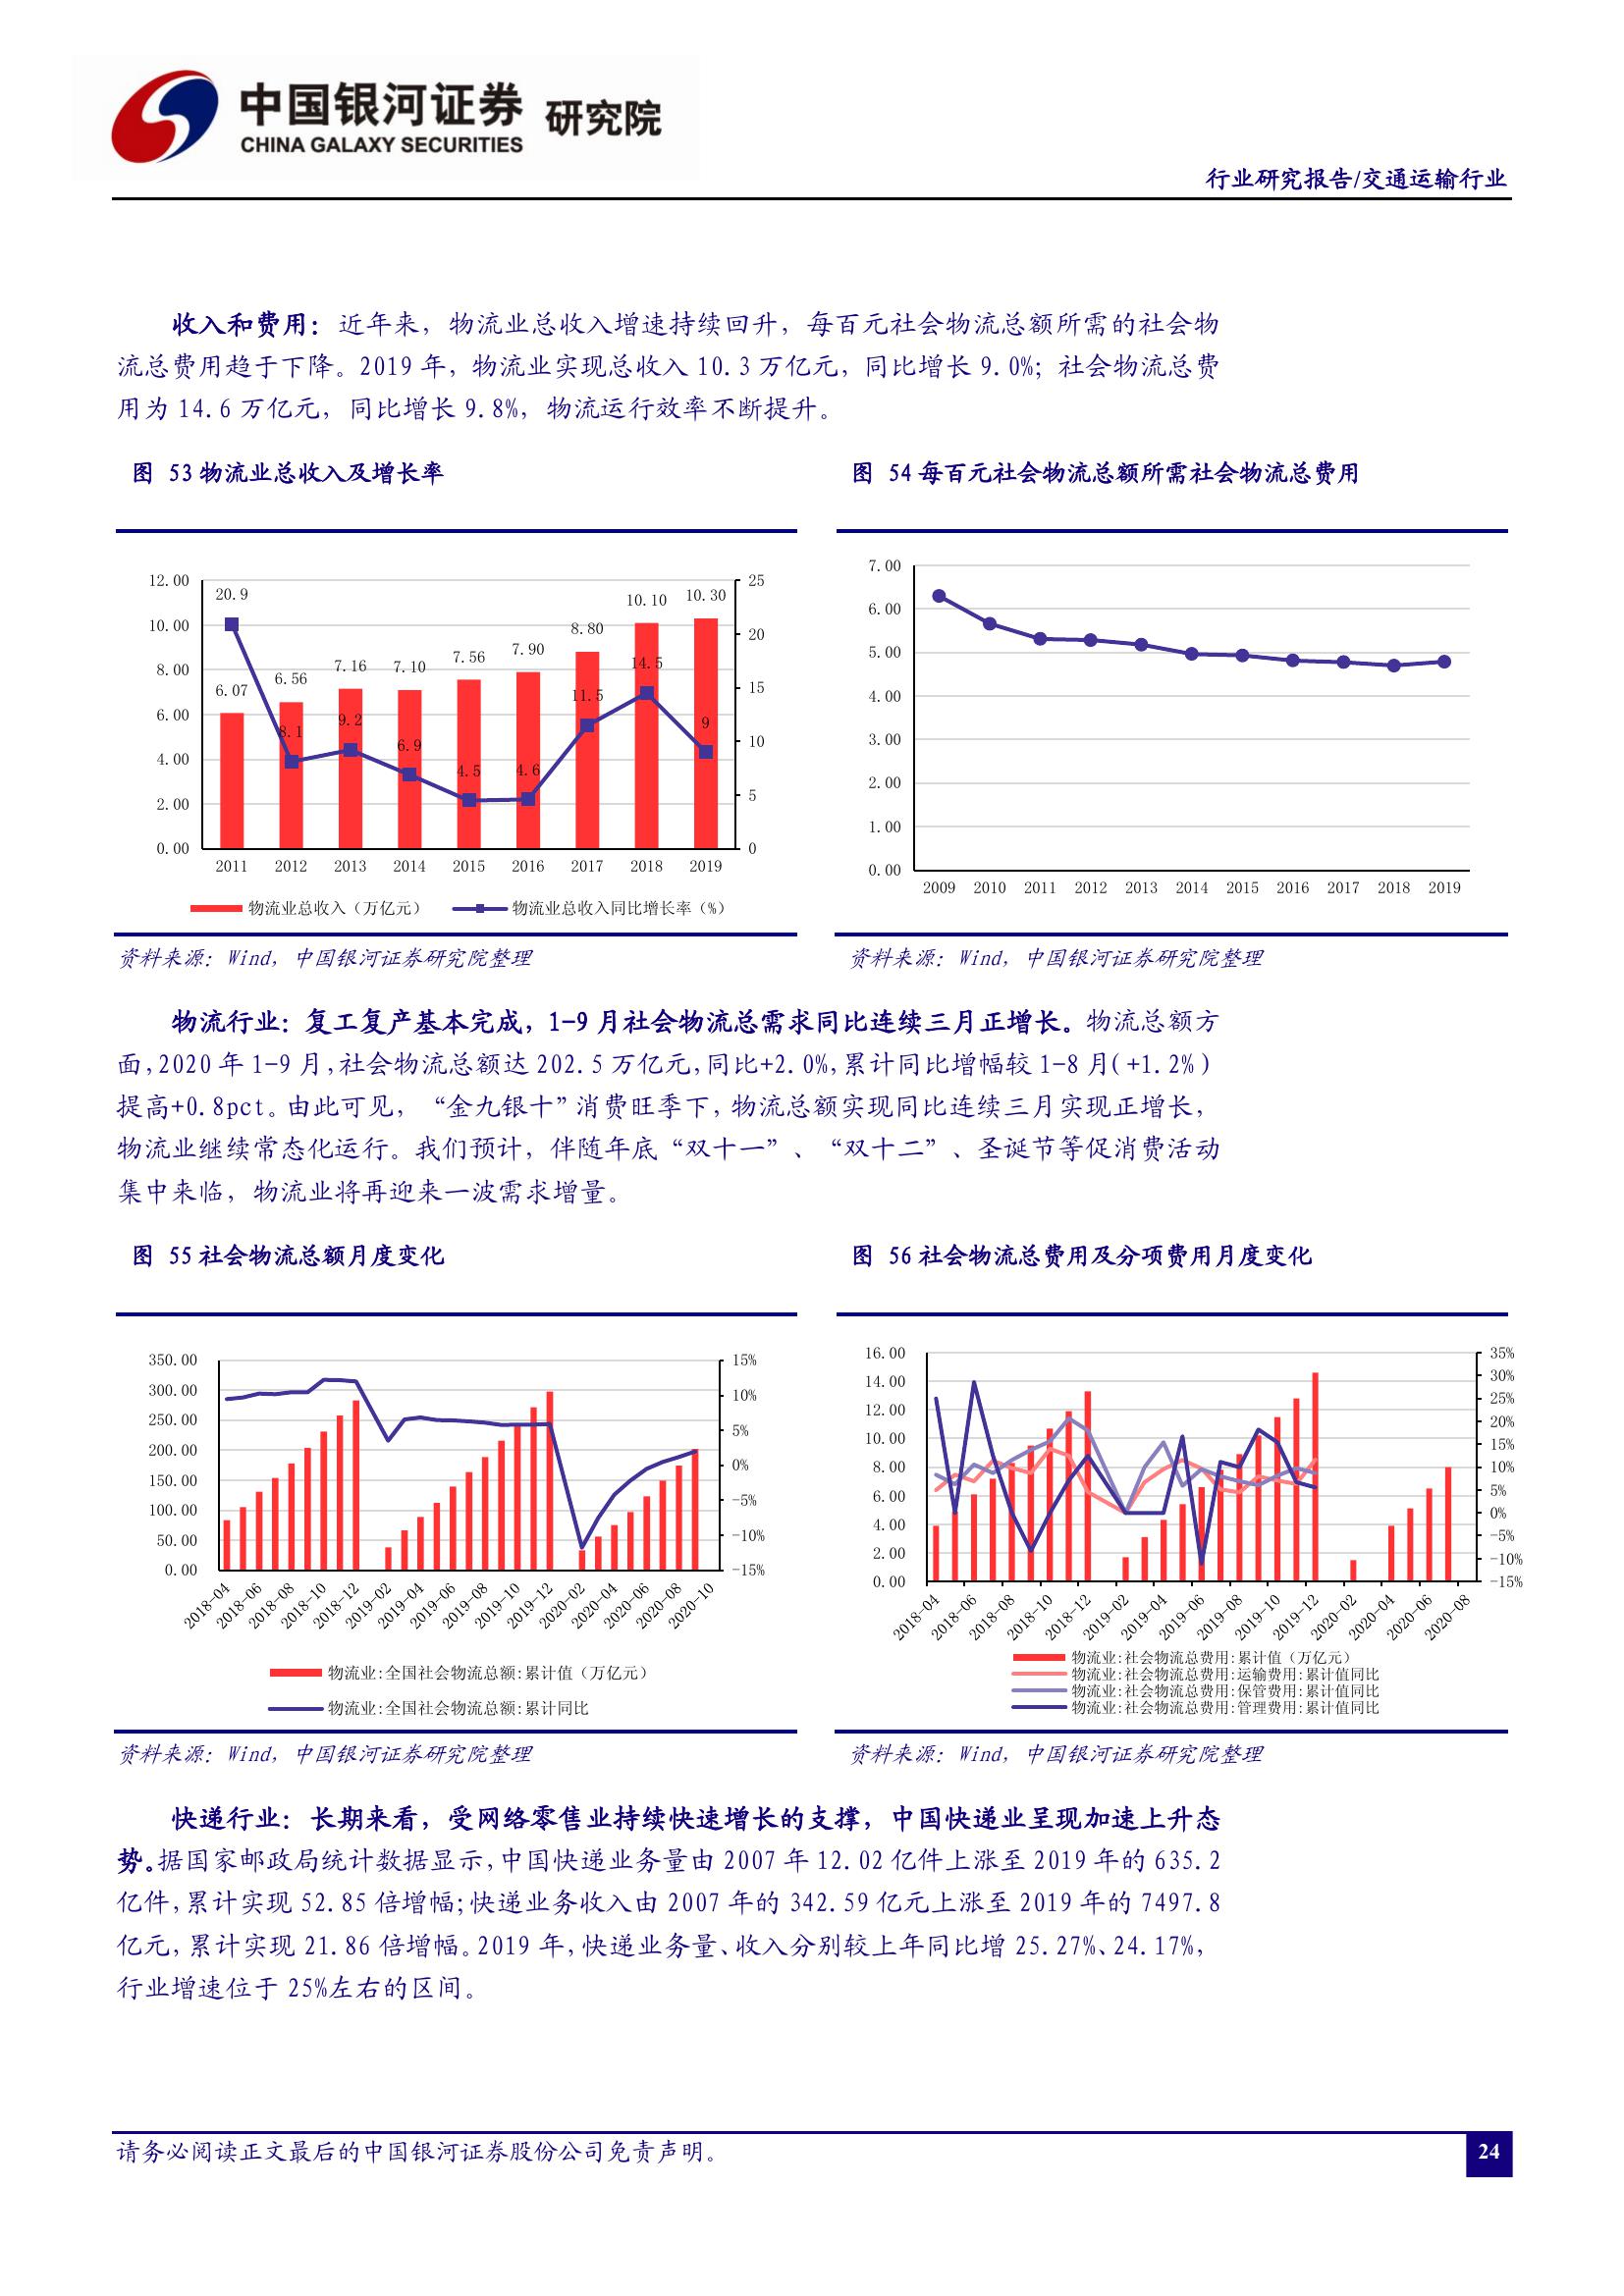 中国银河证券 研究院
CHINA GALAXY SECURITIES
行业研究报告/交通运输行业
收入和费用：近年来，物流业总收入增速持续回升，每百元社会物流总额所需的社会物
流总费用趋于下降。2019 年，物流业实现总收入 10.3 万亿元，同比增长 9.0%；社会物流总费
用为 14.6 万亿元，同比增长 9.8%，物流运行效率不断提升。
图 53 物流业总收入及增长率
12.00
10.00
8.00
6.00
4.00
2.00
0.00
20.9
6.07
6.56
8.1
7.16
9.2
7.10
6.9
7.56
4.5
7.90
4.6
8.80
11.5
10.10
14.5
10.30
9
25
20
15
10
5
0
2011 2012 2013 2014 2015 2016 2017 2018 2019
物流业总收入（万亿元） 物流业总收入同比增长率（%）
资料来源：Wind，中国银河证券研究院整理
图 54 每百元社会物流总额所需社会物流总费用
7.00
6.00
5.00
4.00
3.00
2.00
1.00
0.00
2009 2010 2011 2012 2013 2014 2015 2016 2017 2018 2019
资料来源：Wind，中国银河证券研究院整理
物流行业：复工复产基本完成，1-9 月社会物流总需求同比连续三月正增长。物流总额方
面，2020 年 1-9 月，社会物流总额达 202.5 万亿元，同比+2.0%，累计同比增幅较 1-8 月（+1.2%）
提高+0.8pct。由此可见，“金九银十”消费旺季下，物流总额实现同比连续三月实现正增长，
物流业继续常态化运行。我们预计，伴随年底“双十一”、“双十二”、圣诞节等促消费活动
集中来临，物流业将再迎来一波需求增量。
图 55 社会物流总额月度变化
350.00
300.00
250.00
200.00
150.00
100.00
50.00
0.00
15%
10%
5%
0%
-5%
-10%
-15%
2018-04 2018-06 2018-08 2018-10 2018-12 2019-02 2019-04 2019-06 2019-08 2019-10 2019-12 2020-02 2020-04 2020-06 2020-08 2020-10
物流业:全国社会物流总额:累计值（万亿元）
物流业:全国社会物流总额:累计同比
资料来源：Wind，中国银河证券研究院整理
图 56 社会物流总费用及分项费用月度变化
16.00
14.00
12.00
10.00
8.00
6.00
4.00
2.00
0.00
35%
30%
25%
20%
15%
10%
5%
0%
-5%
-10%
-15%
2018-04 2018-06 2018-08 2018-10 2018-12 2019-02 2019-04 2019-06 2019-08 2019-10 2019-12 2020-02 2020-04 2020-06 2020-08
物流业:社会物流总费用:累计值（万亿元）
物流业:社会物流总费用:运输费用:累计值同比
物流业:社会物流总费用:保管费用:累计值同比
物流业:社会物流总费用:管理费用:累计值同比
资料来源：Wind，中国银河证券研究院整理
快递行业：长期来看，受网络零售业持续快速增长的支撑，中国快递业呈现加速上升态
势。据国家邮政局统计数据显示，中国快递业务量由 2007 年 12.02 亿件上涨至 2019 年的 635.2
亿件，累计实现 52.85 倍增幅；快递业务收入由 2007 年的 342.59 亿元上涨至 2019 年的 7497.8
亿元，累计实现 21.86 倍增幅。2019 年，快递业务量、收入分别较上年同比增 25.27%、24.17%，
行业增速位于 25%左右的区间。
请务必阅读正文最后的中国银河证券股份公司免责声明。
24